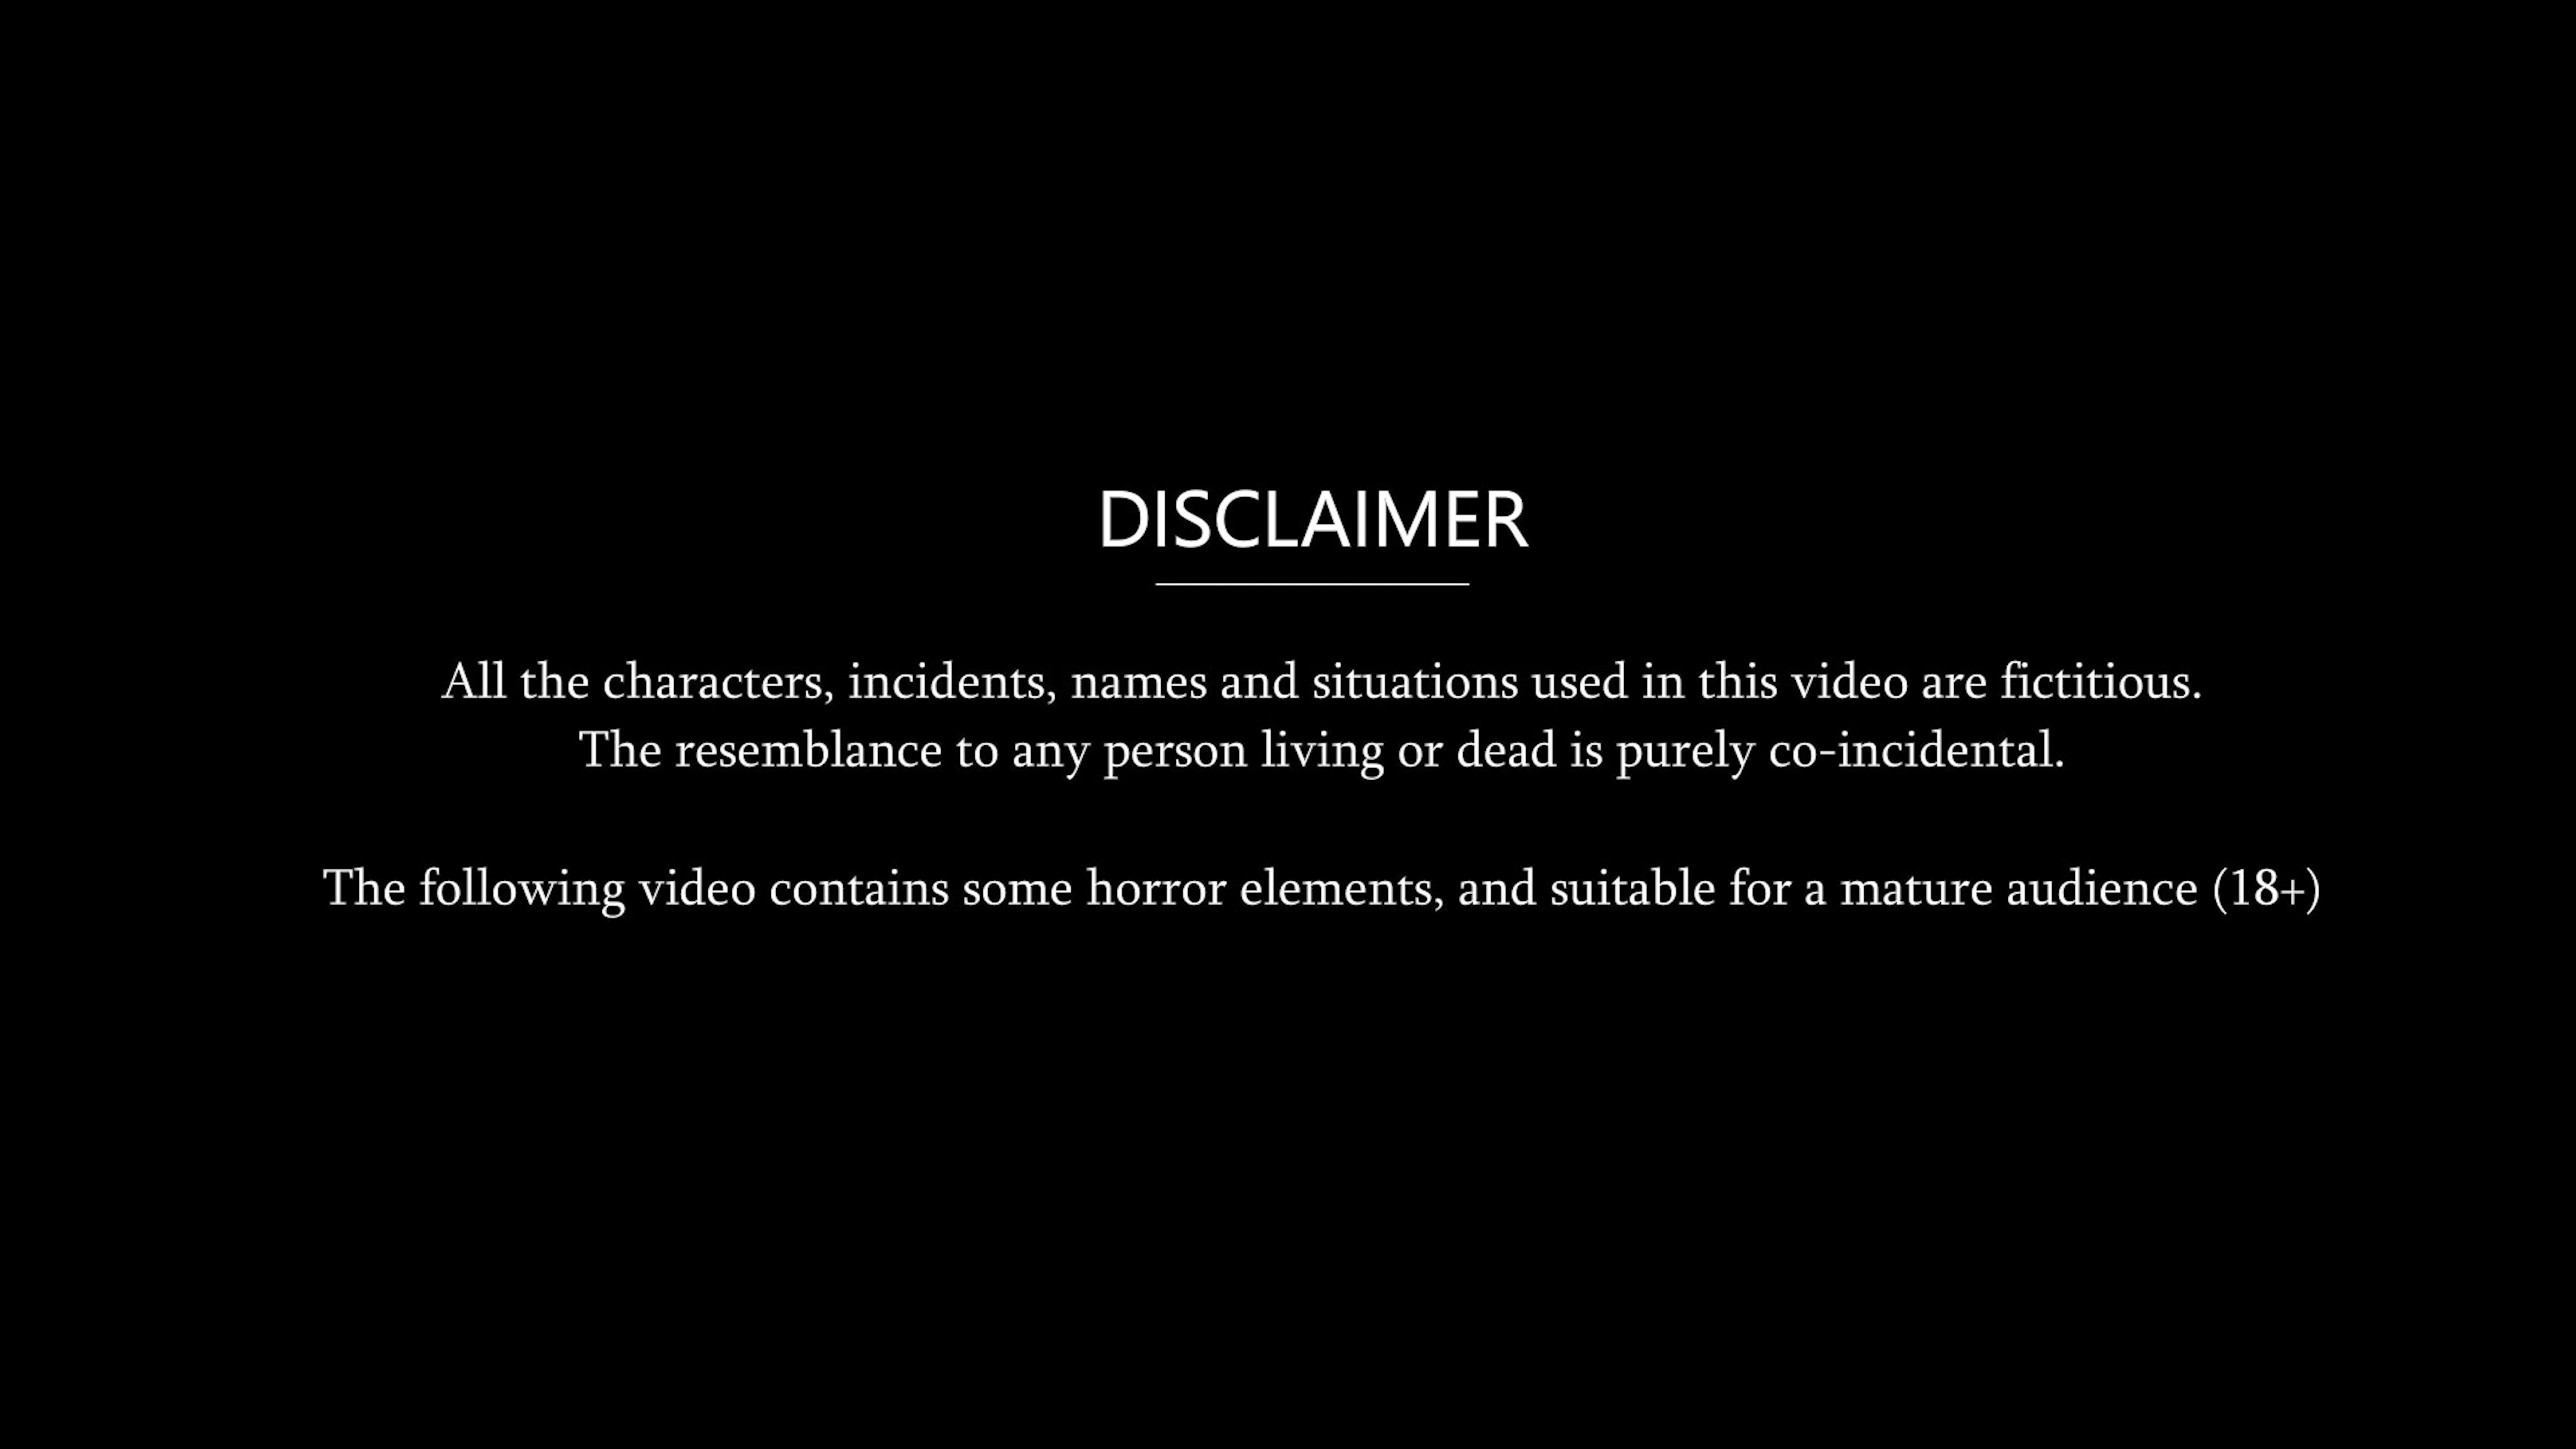 DISCLAIMER
All the characters, incidents, names and situations used in this video are fictitious.
The resemblance to any person living or dead is purely co-incidental.
The following video contains some horror elements, and suitable for a mature audience (18+)